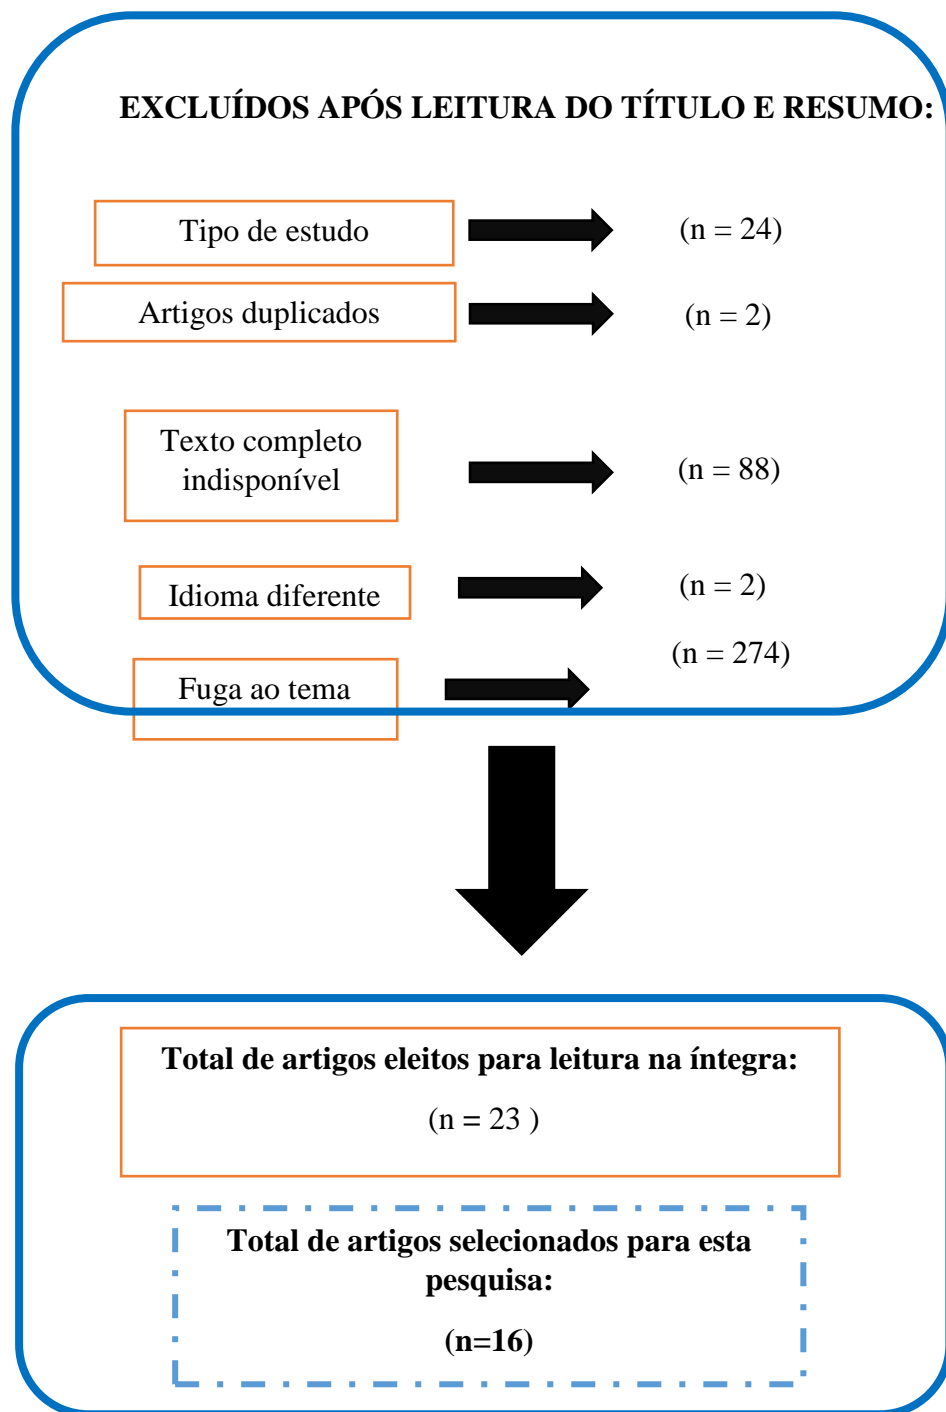 EXCLUÍDOS APÓS LEITURA DO TÍTULO E RESUMO:
Tipo de estudo
(n = 24)
Artigos duplicados
(n = 2)
Texto completo
indisponível
(n = 88)
Idioma diferente
(n = 2)
Fuga ao tema
(n = 274)
Total de artigos eleitos para leitura na íntegra:
(n = 23 )
Total de artigos selecionados para esta
pesquisa:
(n=16)